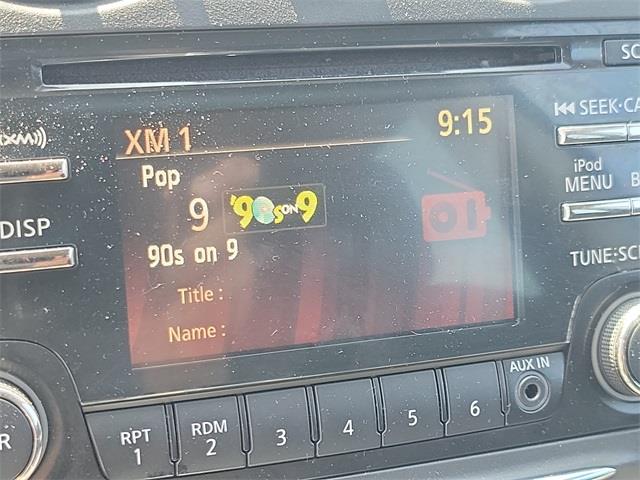 SC
XM 1 9:15
SEEK·CA
(XM))
Pop
iPod
MENU B
9 '90s ON 9
DISP
90s on 9
TUNE·SC
Title :
Name :
AUX IN
RPT 1
RDM 2
3
4
5
6
R